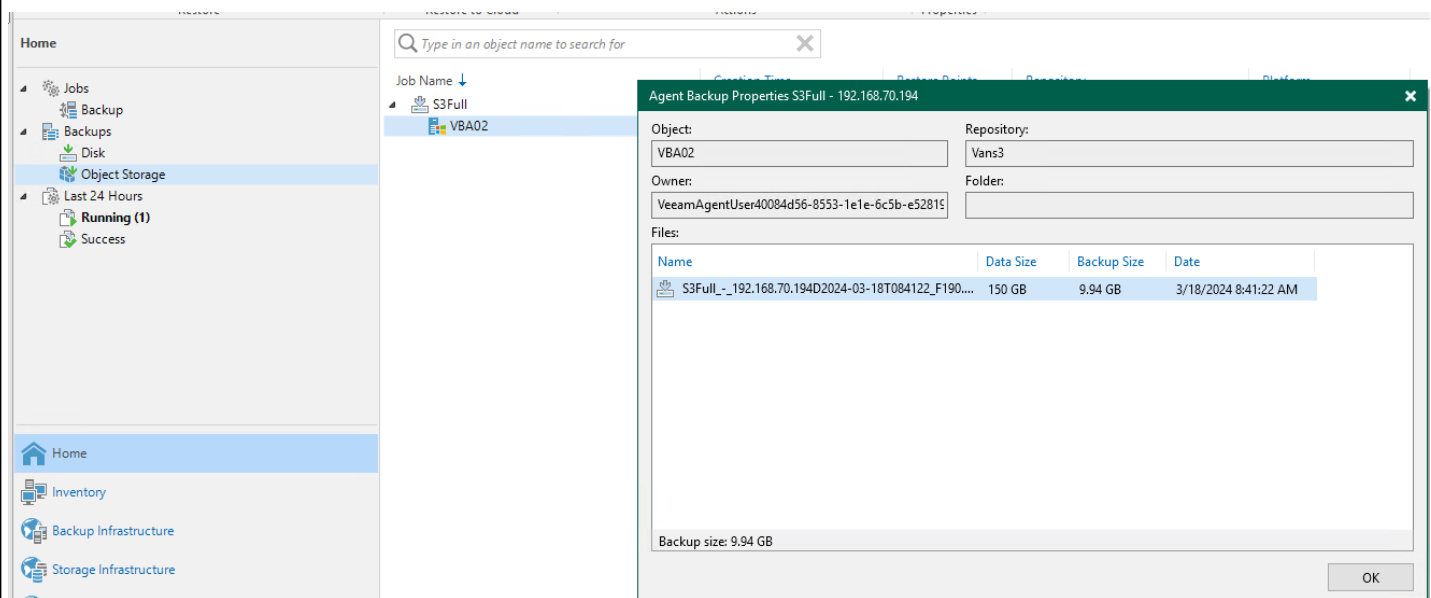 Home
Type in an object name to search for
Job Name
Jobs
Backup
Backups
Disk
Object Storage
Last 24 Hours
Running (1)
Success
S3Full
VBA02
Home
Inventory
Backup Infrastructure
Storage Infrastructure
Agent Backup Properties S3Full - 192.168.70.194
Object:
VBA02
Repository:
Vans3
Owner:
VeeamAgentUser40084d56-8553-1e1e-6c5b-e52819
Folder:
Files:
Name Data Size Backup Size Date
S3Full_-_192.168.70.194D2024-03-18T084122_F190.... 150 GB 9.94 GB 3/18/2024 8:41:22 AM
Backup size: 9.94 GB
OK